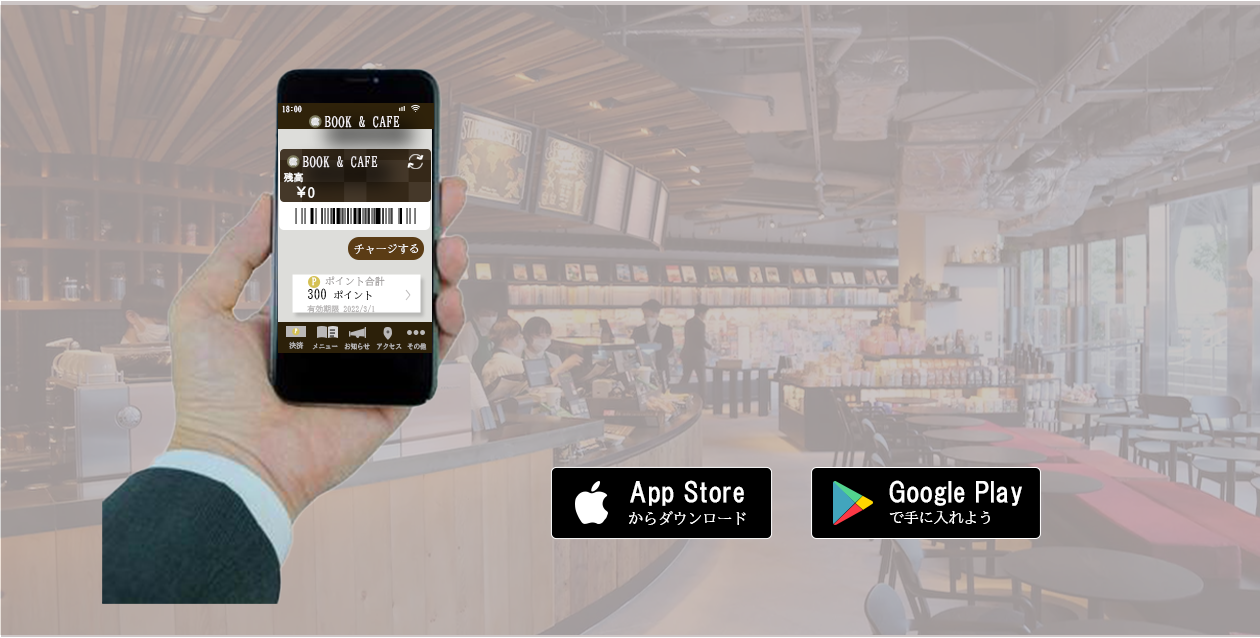 18:00
BOOK & CAFE
BOOK & CAFE
残高
¥0
チャージする
P ポイント合計
300 ポイント
有効期限 2022/3/1
決済 メニュー お知らせ アクセス その他
App Store
からダウンロード
Google Play
で手に入れよう